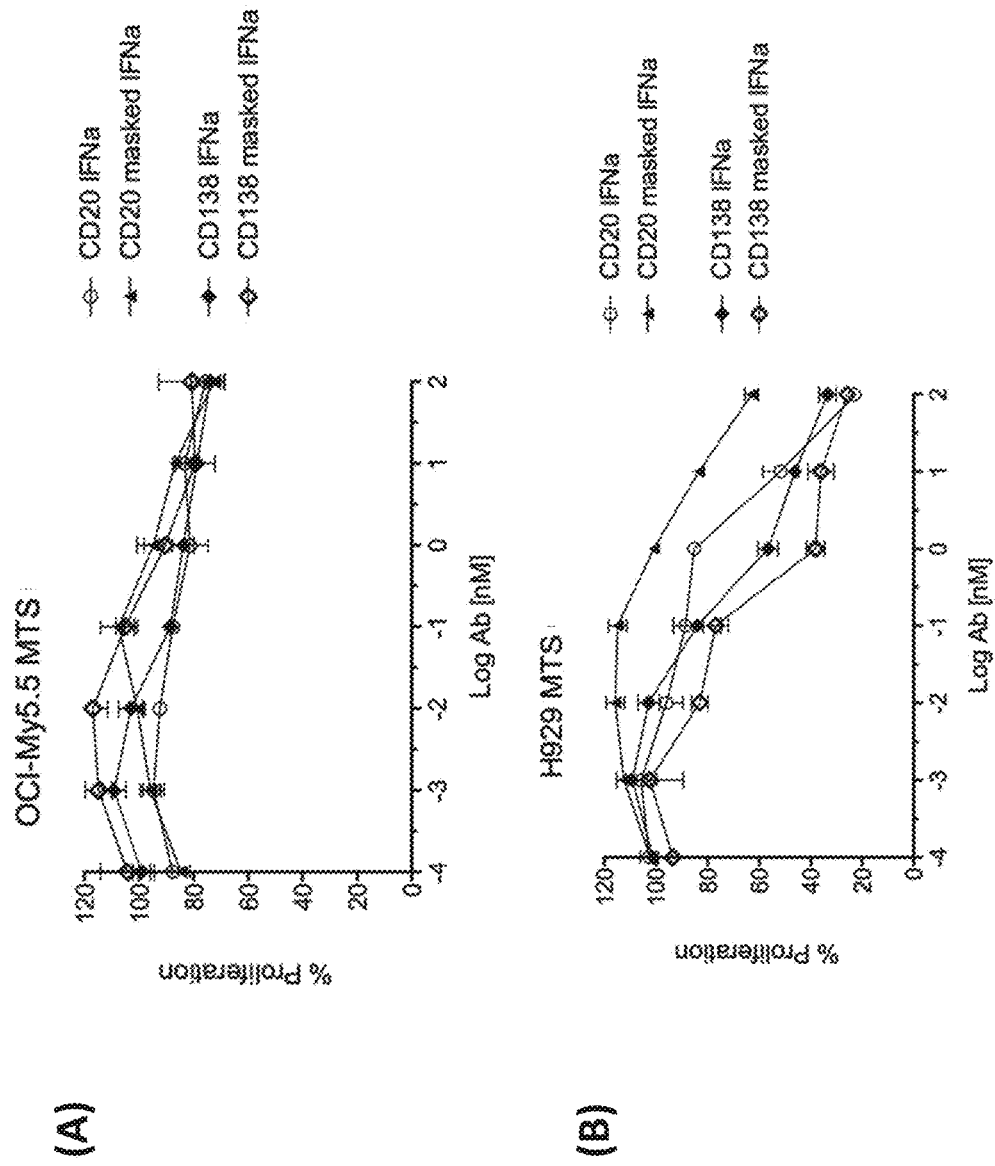 (A)
OCI-My5.5 MTS
% Proliferation
120
100
80
60
40
20
0
-4
-3
-2
-1
0
1
2
Log Ab [nM]
CD20 IFNa
CD20 masked IFNa
CD138 IFNa
CD138 masked IFNa
(B)
H929 MTS
% Proliferation
120
100
80
60
40
20
0
-4
-3
-2
-1
0
1
2
Log Ab [nM]
CD20 IFNa
CD20 masked IFNa
CD138 IFNa
CD138 masked IFNa